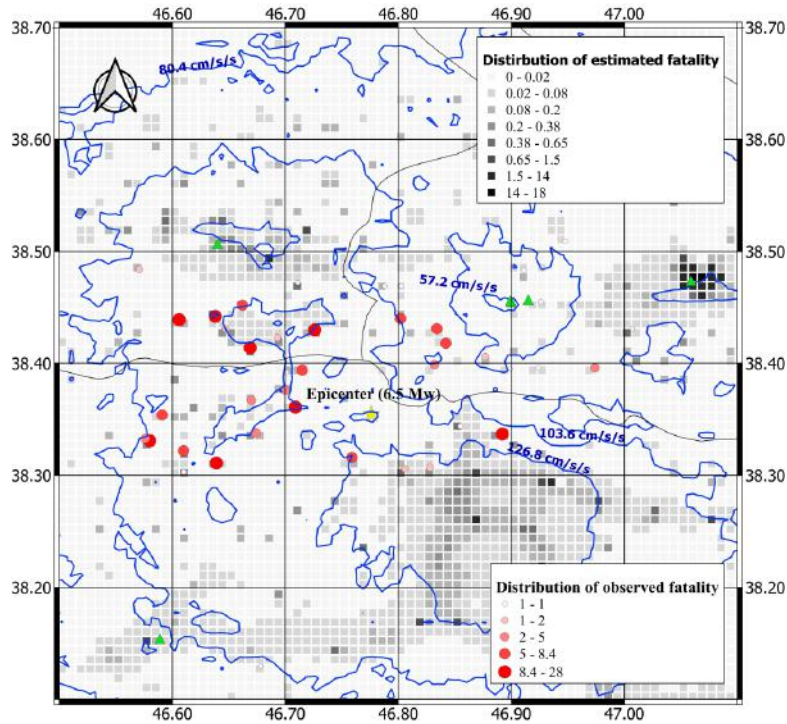 46.60 46.70 46.80 46.90 47.00
38.70 38.70
80.4 cm/s/s
Distirbution of estimated fatality
0 - 0.02
0.02 - 0.08
0.08 - 0.2
0.2 - 0.38
0.38 - 0.65
0.65 - 1.5
1.5 - 14
14 - 18
38.60 38.60
38.50 38.50
57.2 cm/s/s
38.40 38.40
Epicenter (6.5 Mw)
103.6 cm/s/s
126.8 cm/s/s
38.30 38.30
38.20 38.20
Distribution of observed fatality
1 - 1
1 - 2
2 - 5
5 - 8.4
8.4 - 28
46.60 46.70 46.80 46.90 47.00